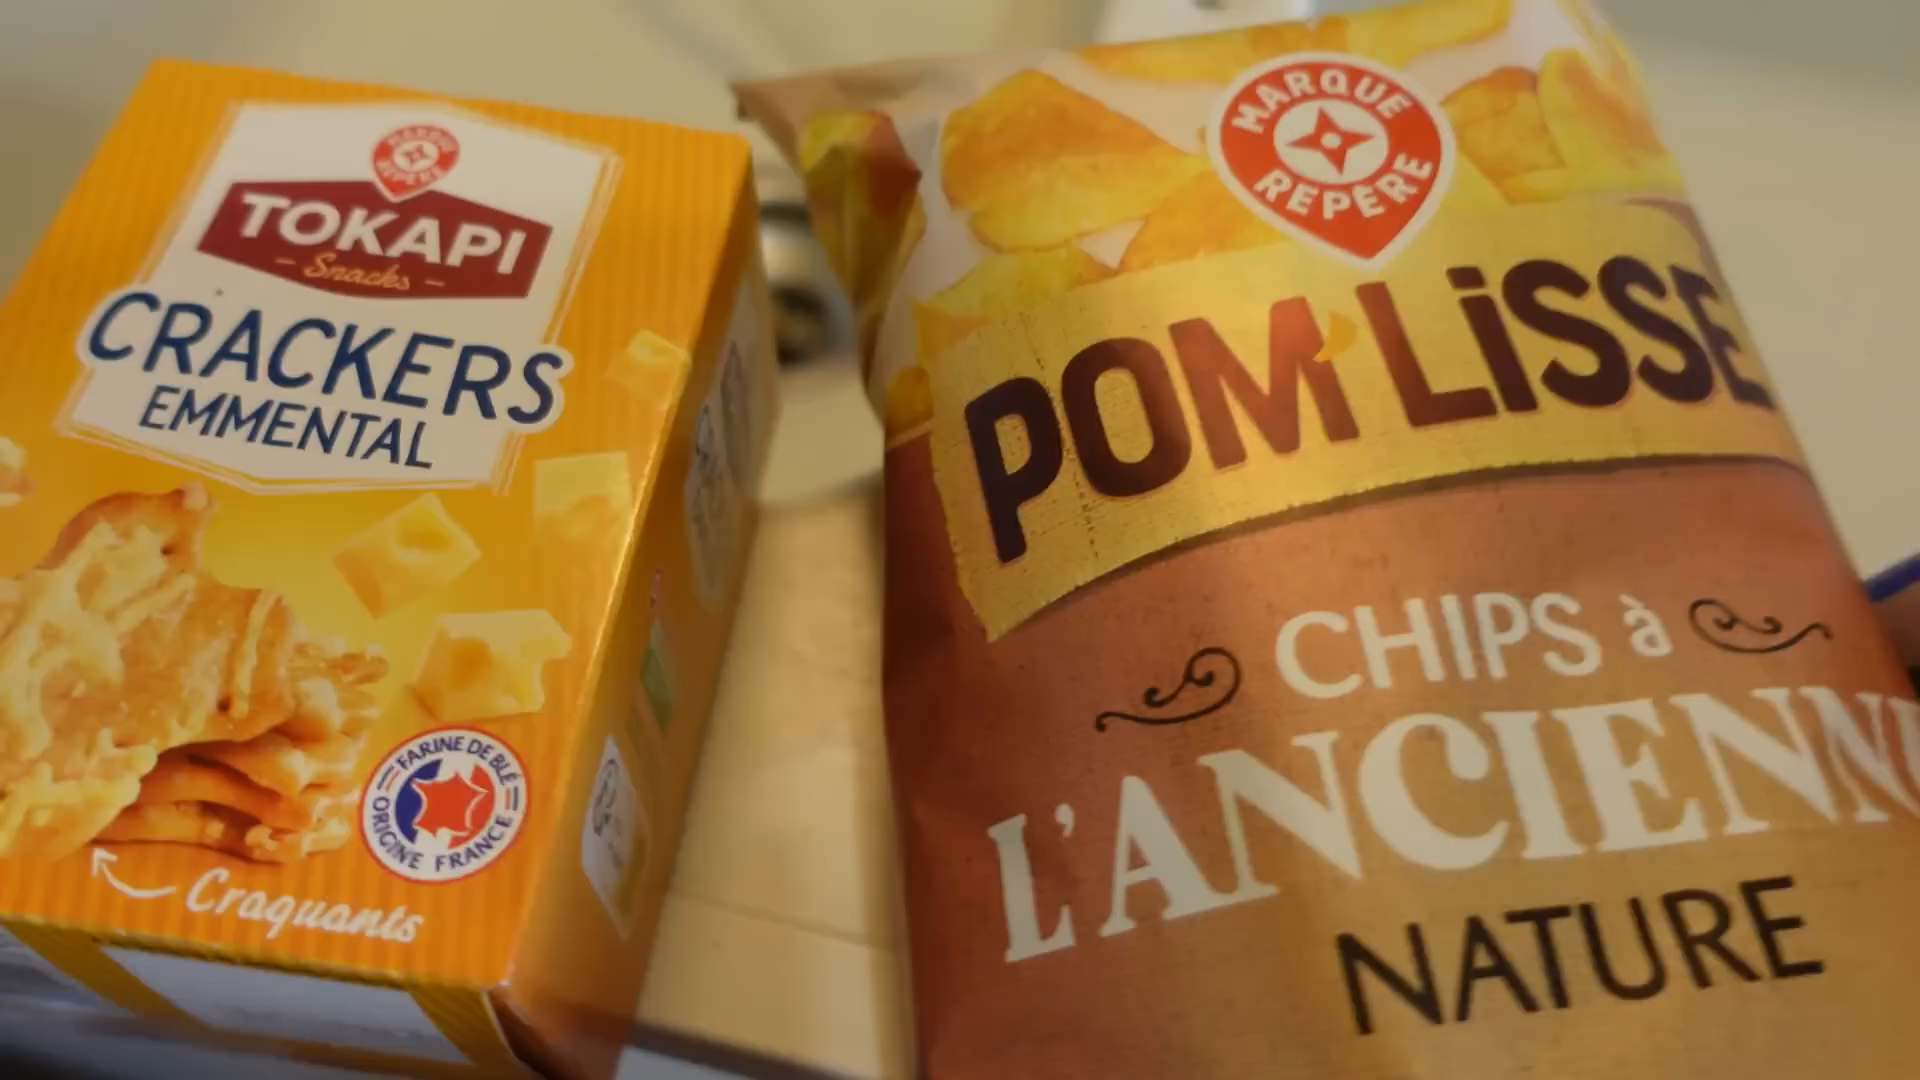 MARQUE REPÈRE
TOKAPI
Snacks
CRACKERS
EMMENTAL
FARINE DE BLÉ
ORIGINE FRANCE
Craquants
MARQUE
REPÈRE
POM'LiSSE
CHIPS à
L'ANCIENN
NATURE